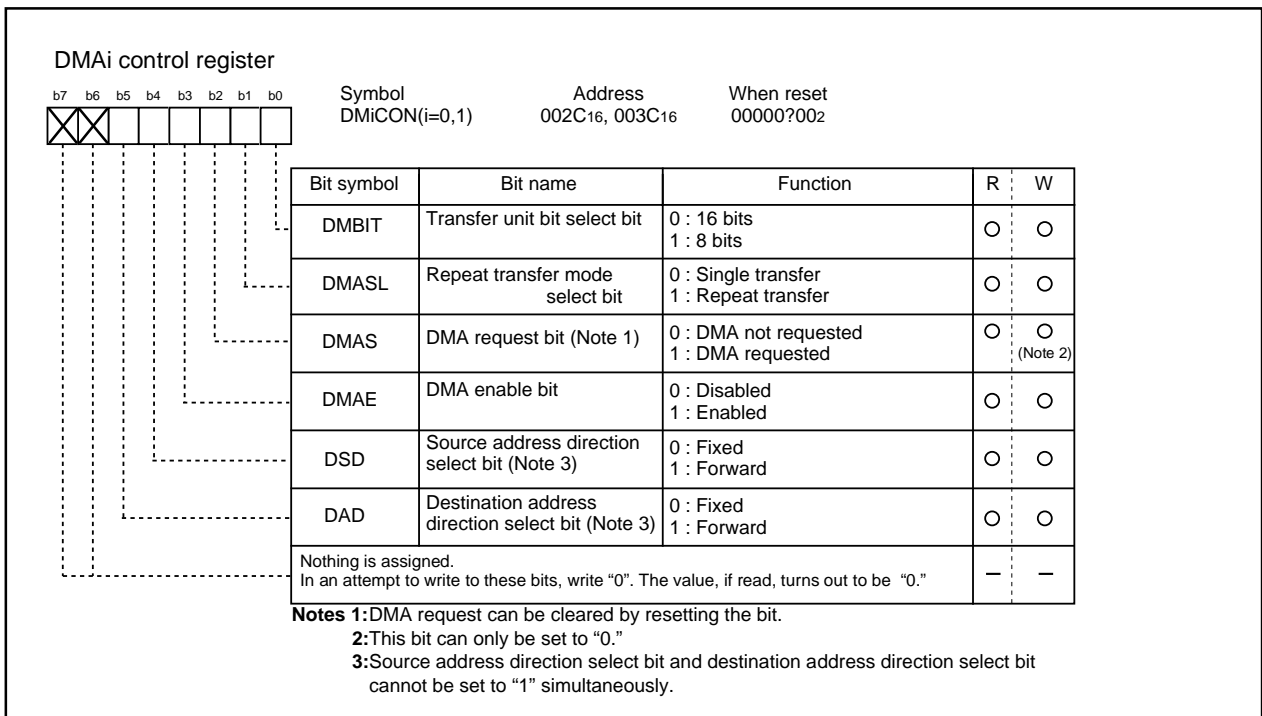 DMAi control register
b7 b6 b5 b4 b3 b2 b1 b0
Symbol Address When reset
DMiCON(i=0,1) 002C16, 003C16 00000?002
Bit symbol Bit name Function R W
DMBIT Transfer unit bit select bit 0 : 16 bits
1 : 8 bits
DMASL Repeat transfer mode 0 : Single transfer
select bit 1 : Repeat transfer
DMAS DMA request bit (Note 1) 0 : DMA not requested
1 : DMA requested (Note 2)
DMAE DMA enable bit 0 : Disabled
1 : Enabled
DSD Source address direction 0 : Fixed
select bit (Note 3) 1 : Forward
DAD Destination address 0 : Fixed
direction select bit (Note 3) 1 : Forward
Nothing is assigned.
In an attempt to write to these bits, write “0”. The value, if read, turns out to be “0.” – –
Notes 1:DMA request can be cleared by resetting the bit.
2:This bit can only be set to “0.”
3:Source address direction select bit and destination address direction select bit
cannot be set to “1” simultaneously.